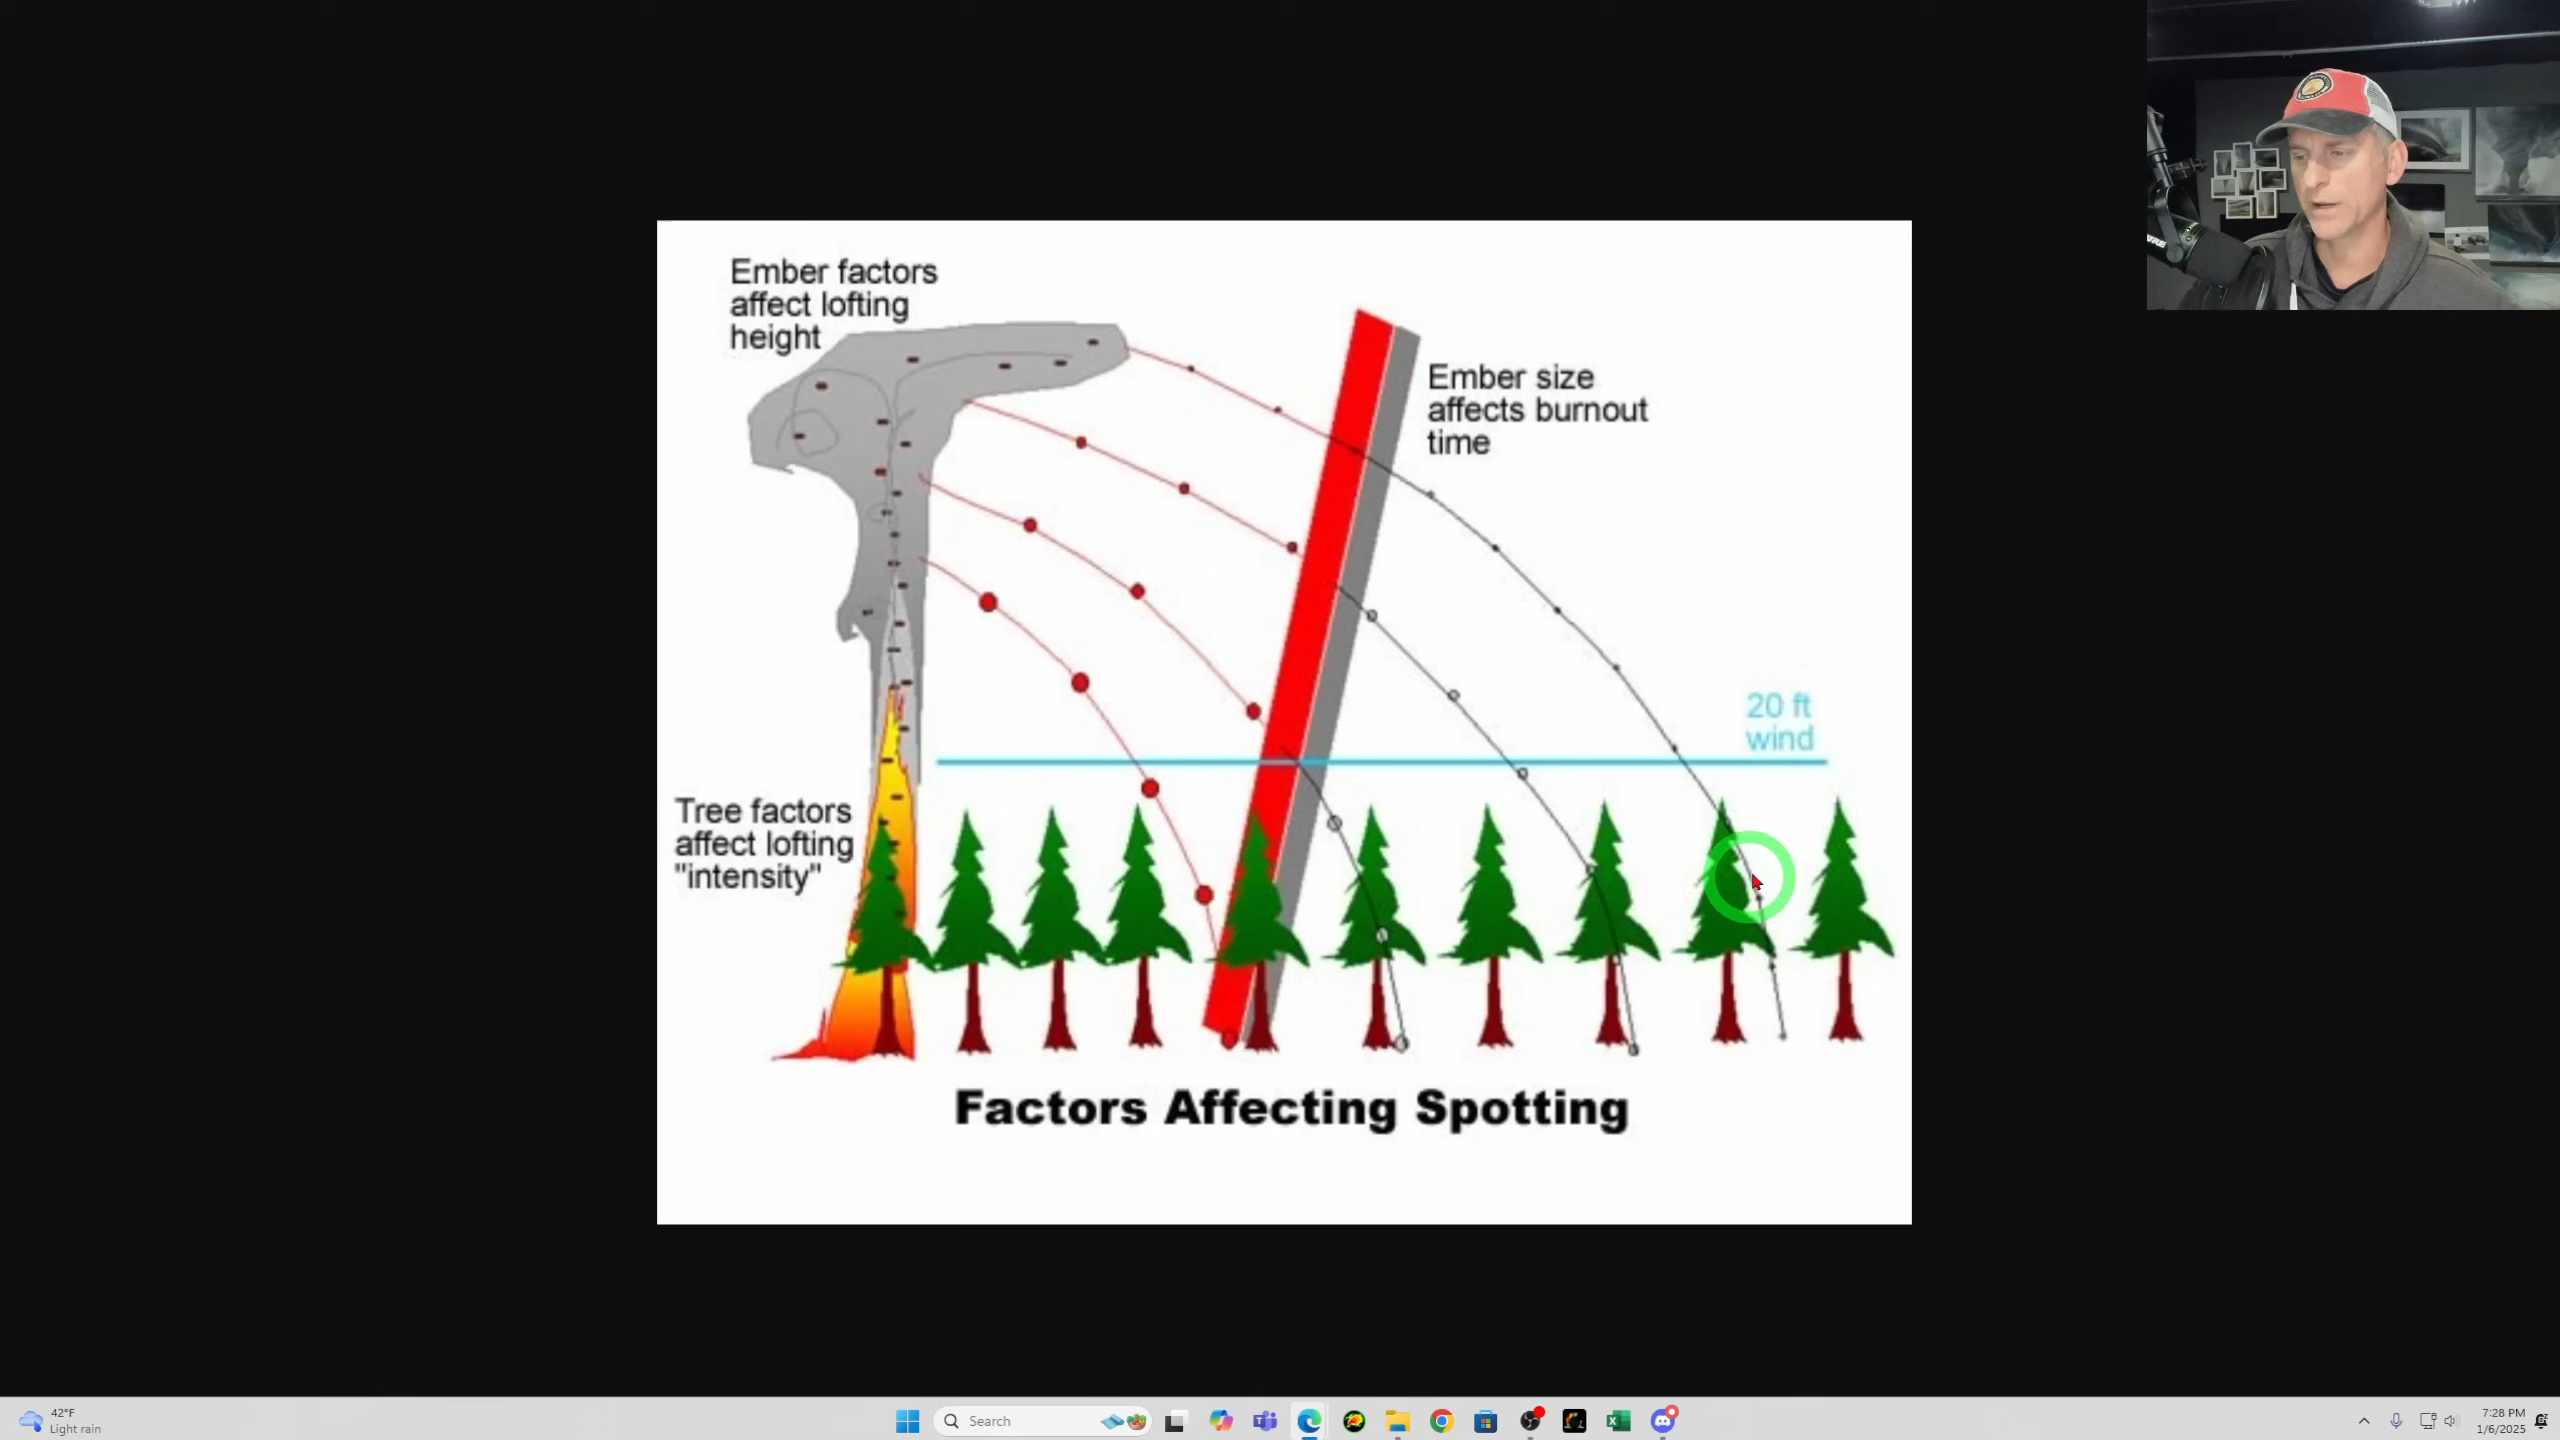 Ember factors
affect lofting
height
Ember size
affects burnout
time
20 ft
wind
Tree factors
affect lofting
"intensity"
Factors Affecting Spotting
42°F
Light rain
Search
7:28 PM
1/6/2025